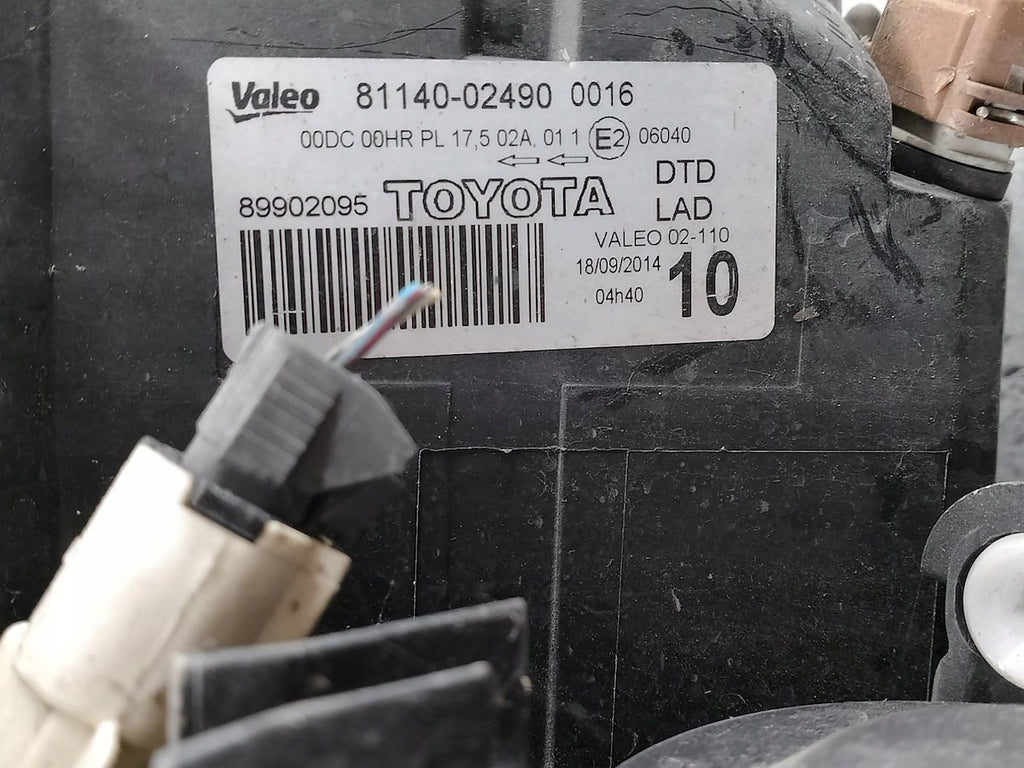 Valeo 81140-02490 0016
00DC 00HR PL 17,5 02A, 01 1 E2 06040
DTD
89902095 TOYOTA LAD
VALEO 02-110
18/09/2014 10
04h40